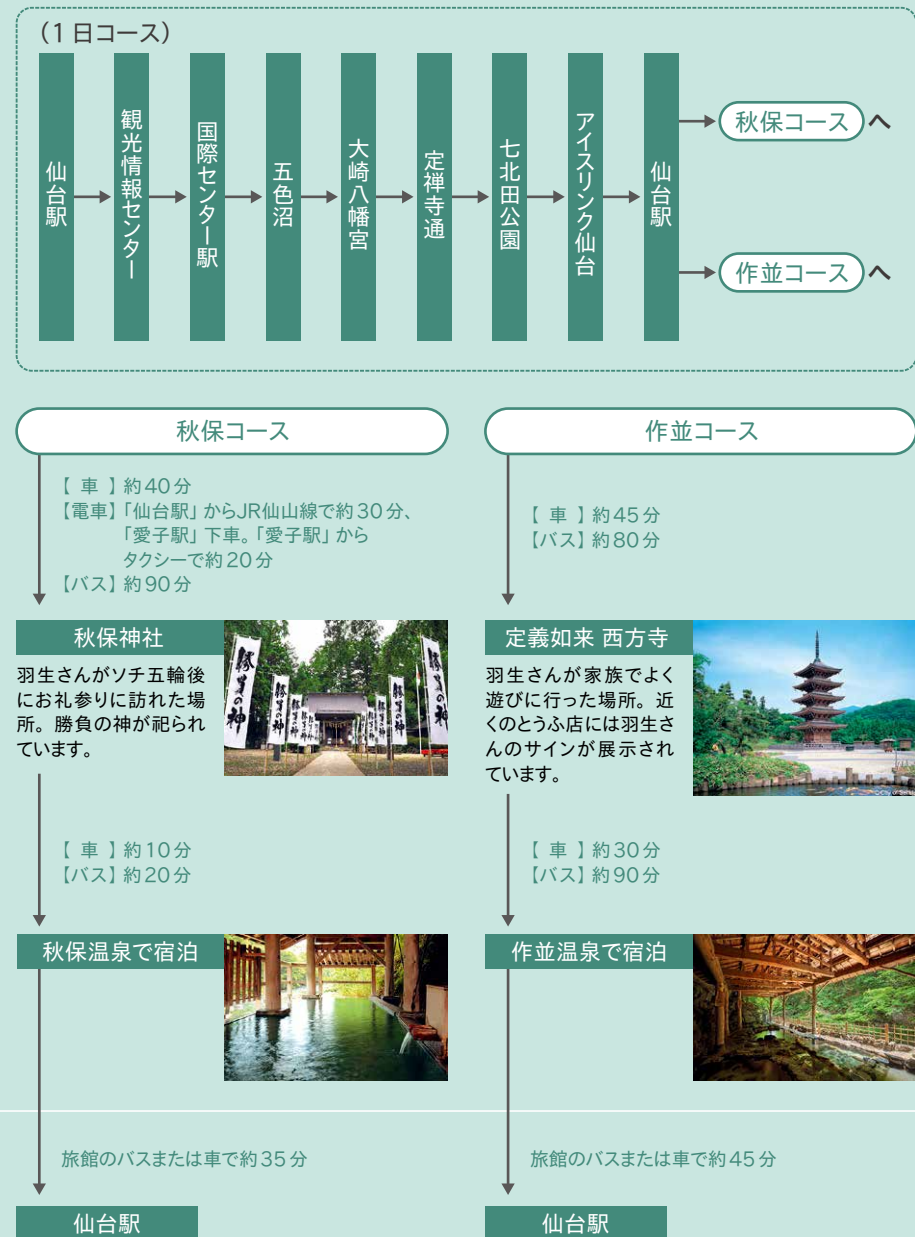 （1日コース）
仙台駅
観光情報センター
国際センター駅
五色沼
大崎八幡宮
定禅寺通
七北田公園
アイスリンク仙台
仙台駅
秋保コース へ
作並コース へ
秋保コース
【 車 】約40分
【電車】「仙台駅」からJR仙山線で約30分、
「愛子駅」下車。「愛子駅」から
タクシーで約20分
【バス】約90分
秋保神社
羽生さんがソチ五輪後
にお礼参りに訪れた場
所。勝負の神が祀られ
ています。
勝負の神
勝負の神
【 車 】約10分
【バス】約20分
秋保温泉で宿泊
旅館のバスまたは車で約35分
仙台駅
作並コース
【 車 】約45分
【バス】約80分
定義如来 西方寺
羽生さんが家族でよく
遊びに行った場所。近
くのとうふ店には羽生さ
んのサインが展示され
ています。
【 車 】約30分
【バス】約90分
作並温泉で宿泊
旅館のバスまたは車で約45分
仙台駅